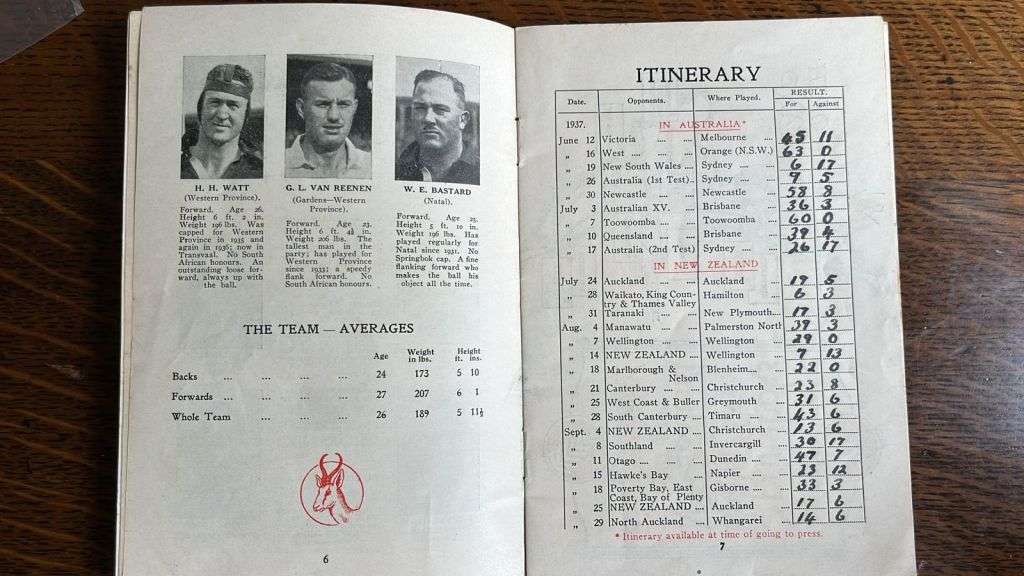 H. H. WATT
(Western Province).
Forward. Age 26.
Height 6 ft. 2 in.
Weight 196 lbs. Was
capped for Western
Province in 1935 and
again in 1936; now in
Transvaal. No South
African honours. An
outstanding loose for-
ward, always up with
the ball.
G. L. VAN REENEN
(Gardens—Western
Province).
Forward. Age 23.
Height 6 ft. 4½ in.
Weight 206 lbs. The
tallest man in the
party; has played for
Western Province
since 1933; a speedy
flank forward. No
South African honours.
W. E. BASTARD
(Natal).
Forward. Age 25.
Height 5 ft. 10 in.
Weight 196 lbs. Has
played regularly for
Natal since 1931. No
Springbok cap. A fine
flanking forward who
makes the ball his
object all the time.
THE TEAM — AVERAGES
Age Weight in lbs. Height ft. ins.
Backs ... ... ... ... 24 173 5 10
Forwards ... ... ... ... 27 207 6 1
Whole Team ... ... ... 26 189 5 11½
6
ITINERARY
Date. Opponents. Where Played. RESULT.
For Against
1937. IN AUSTRALIA*
June 12 Victoria .... .... Melbourne .... 45 11
„ 16 West .... .... Orange (N.S.W.) 63 0
„ 19 New South Wales .... Sydney .... 6 17
„ 26 Australia (1st Test).. Sydney .... 9 5
„ 30 Newcastle .... .... Newcastle .... 58 8
July 3 Australian XV. .... Brisbane .... 36 3
„ 7 Toowoomba .... Toowoomba .... 60 0
„ 10 Queensland .... Brisbane .... 39 4
„ 17 Australia (2nd Test) Sydney .... 26 17
IN NEW ZEALAND
July 24 Auckland .... Auckland .... 19 5
„ 28 Waikato, King Coun-
try & Thames Valley Hamilton .... 6 3
„ 31 Taranaki .... New Plymouth.. 17 3
Aug. 4 Manawatu .... Palmerston North 39 3
„ 7 Wellington .... Wellington .... 29 0
„ 14 NEW ZEALAND .... Wellington .... 7 13
„ 18 Marlborough &
Nelson Blenheim.... 22 0
„ 21 Canterbury .... .... Christchurch .... 23 8
„ 25 West Coast & Buller Greymouth .... 31 6
„ 28 South Canterbury .... Timaru .... 43 6
Sept. 4 NEW ZEALAND .... Christchurch .... 13 6
„ 8 Southland .... Invercargill .... 30 17
„ 11 Otago .... .... Dunedin .... 47 7
„ 15 Hawke's Bay .... Napier .... 23 12
„ 18 Poverty Bay, East
Coast, Bay of Plenty Gisborne .... 33 3
„ 25 NEW ZEALAND .... Auckland .... 17 6
„ 29 North Auckland .... Whangarei .... 14 6
* Itinerary available at time of going to press.
7